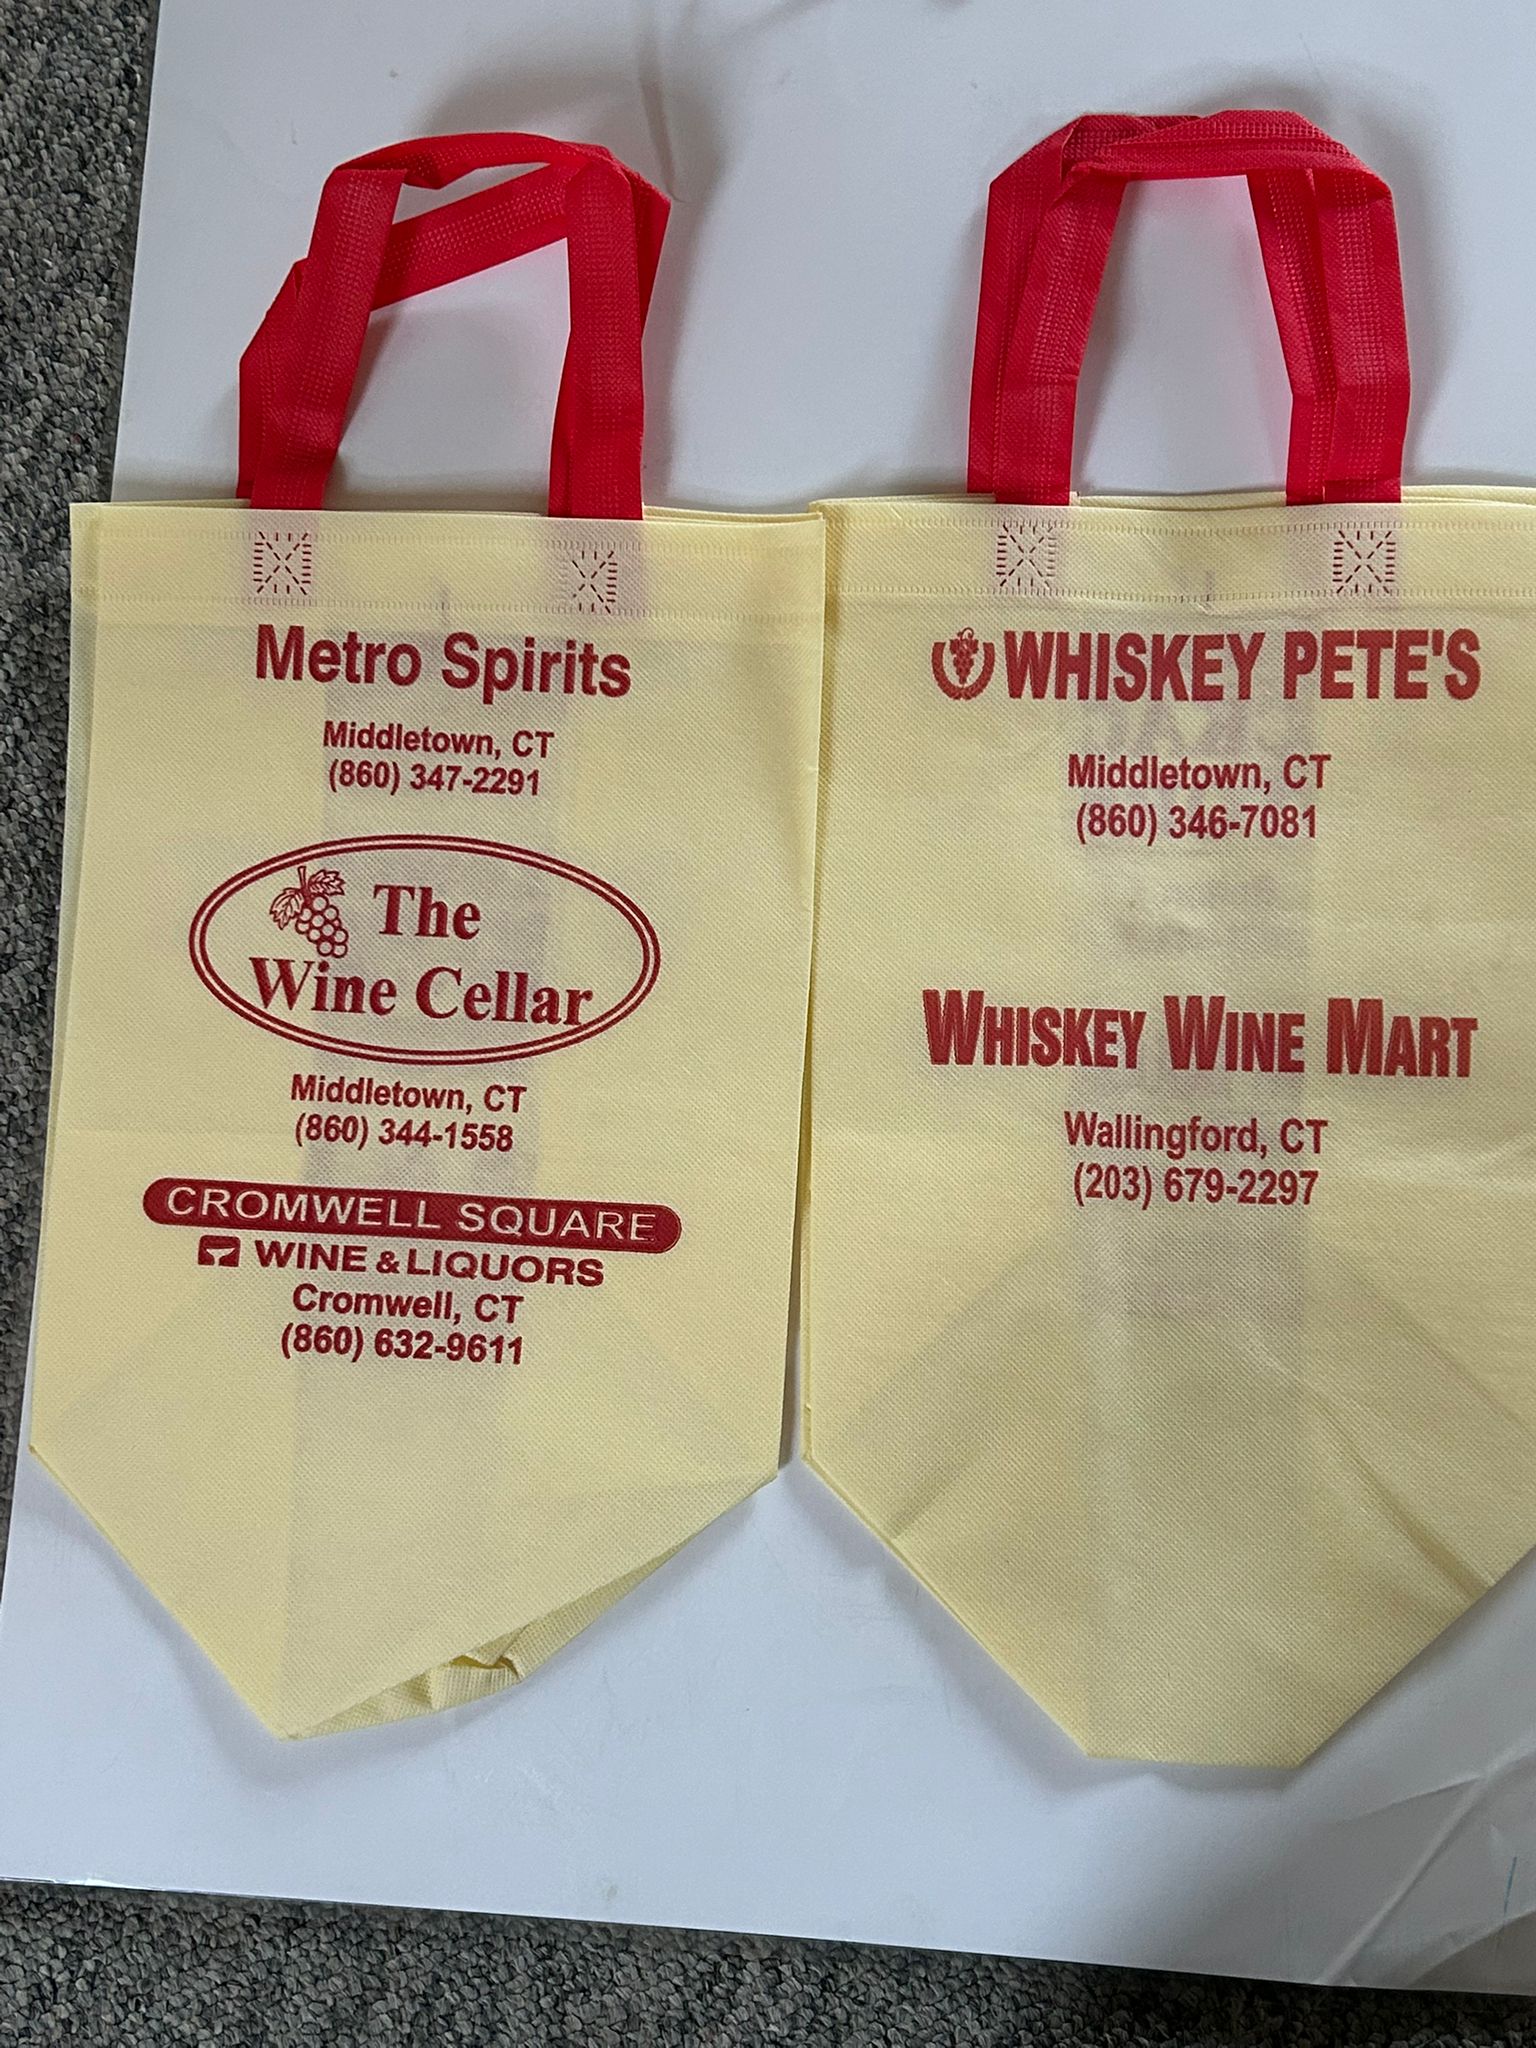 Metro Spirits
Middletown, CT
(860) 347-2291
The
Wine Cellar
Middletown, CT
(860) 344-1558
CROMWELL SQUARE
WINE & LIQUORS
Cromwell, CT
(860) 632-9611
WHISKEY PETE'S
Middletown, CT
(860) 346-7081
WHISKEY WINE MART
Wallingford, CT
(203) 679-2297